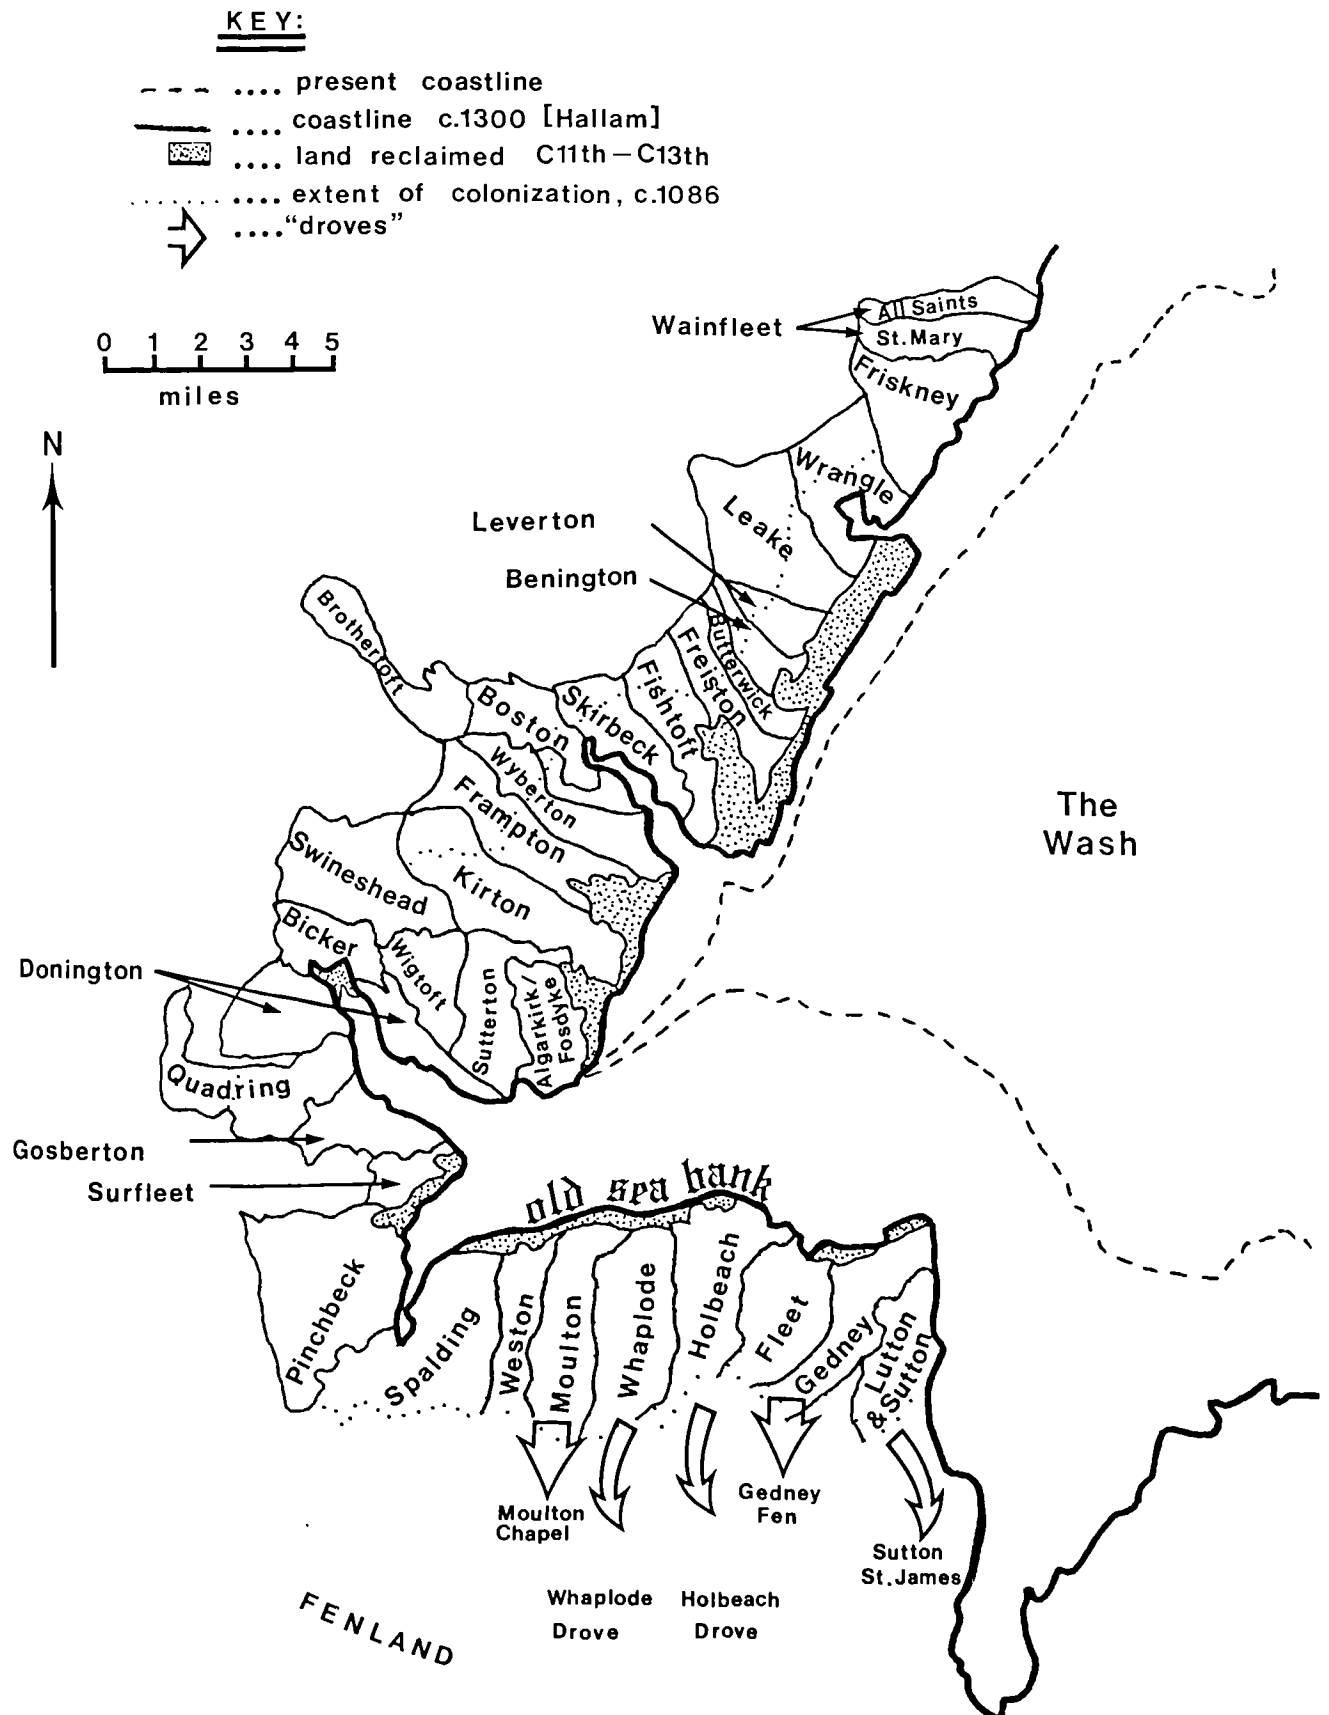 KEY:
.... present coastline
.... coastline c.1300 [Hallam]
.... land reclaimed C11th–C13th
.... extent of colonization, c.1086
...."droves"
0 1 2 3 4 5
miles
N
Wainfleet
All Saints
St. Mary
Friskney
Wrangle
Leake
Leverton
Benington
Butterwick
Freiston
Fishtoft
Skirbeck
Boston
Brothertoft
Wyberton
Frampton
Kirton
Swineshead
Bicker
Wigtoft
Sutterton
Algarkirk/
Fosdyke
Donington
Quadring
Gosberton
Surfleet
The
Wash
old sea bank
Pinchbeck
Spalding
Weston
Moulton
Whaplode
Holbeach
Fleet
Gedney
Lutton
& Sutton
Moulton
Chapel
Gedney
Fen
Sutton
St. James
Whaplode
Drove
Holbeach
Drove
FENLAND